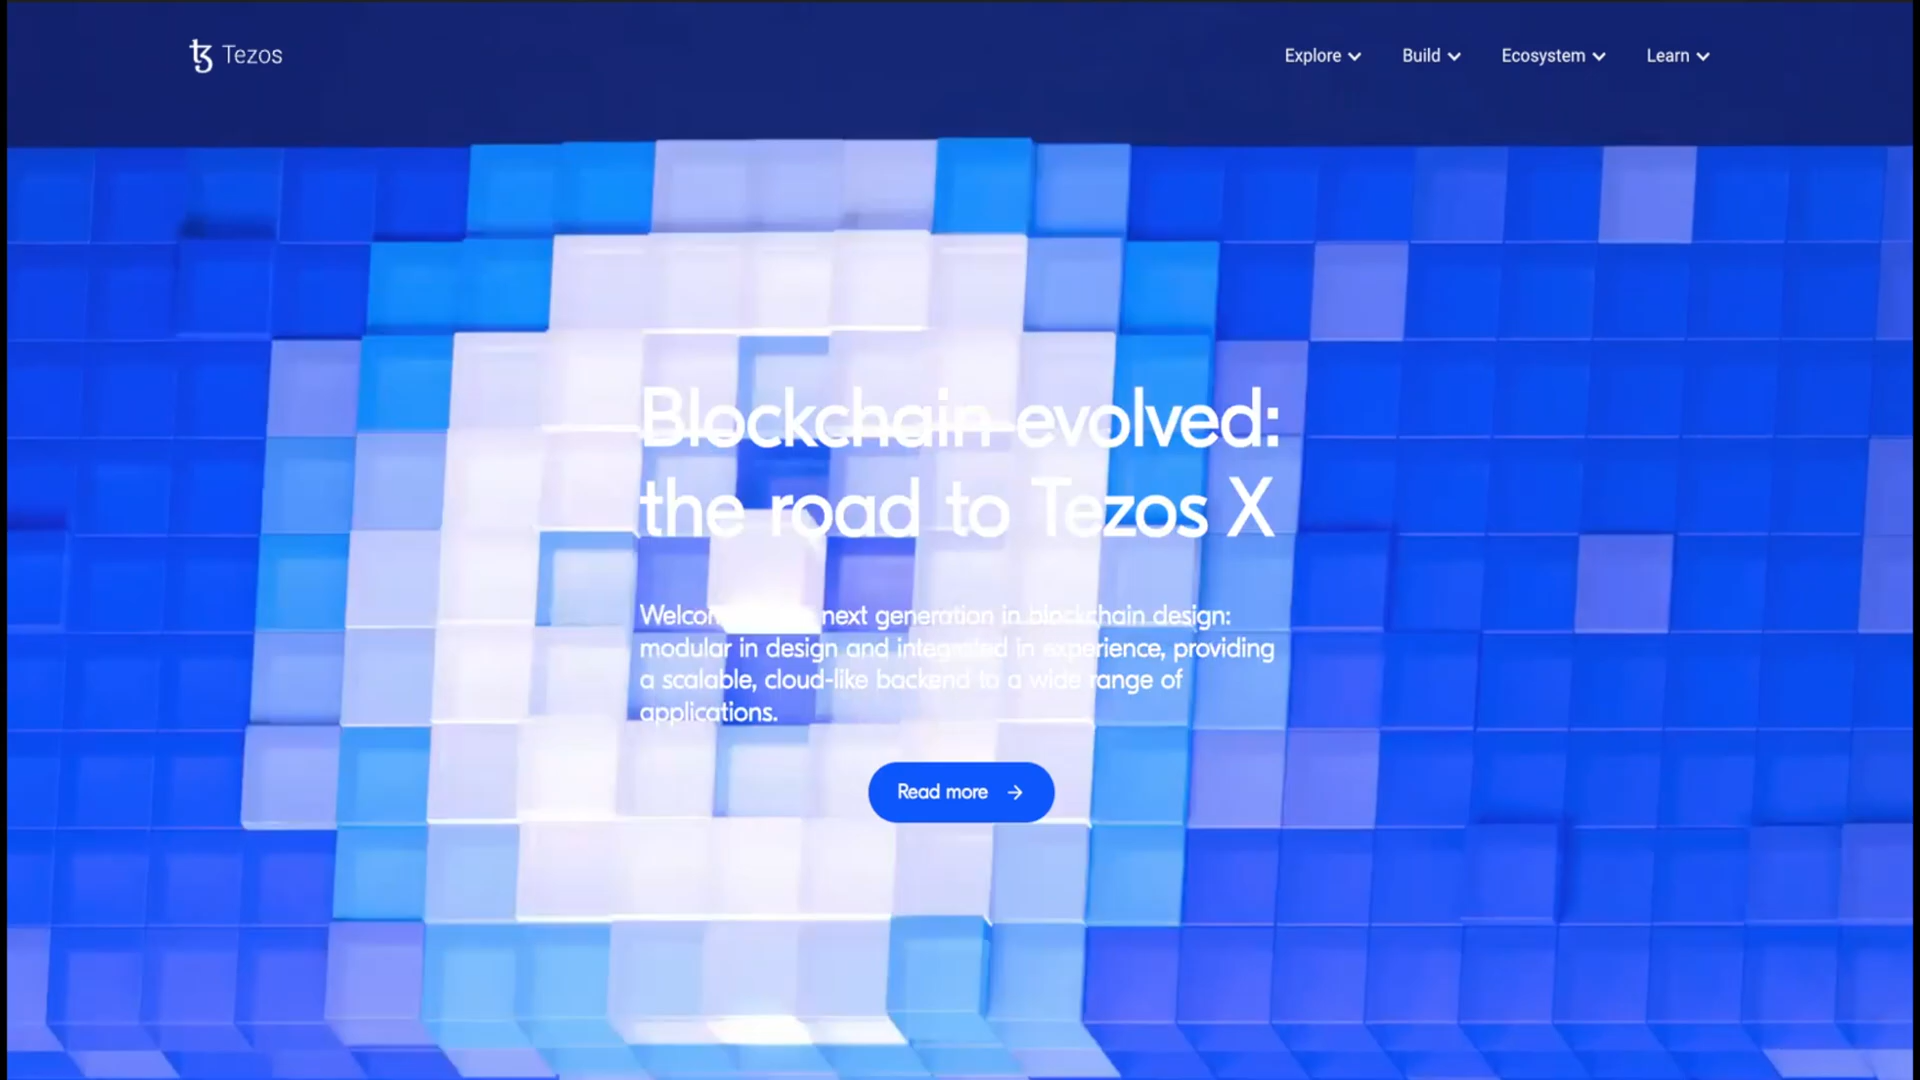 Tezos
Explore
Build
Ecosystem
Learn
Blockchain evolved:
the road to Tezos X
next generation in blockchain design:
modular in design and integrated in experience, providing
a scalable, cloud-like backend to a wide range of
applications.
Read more